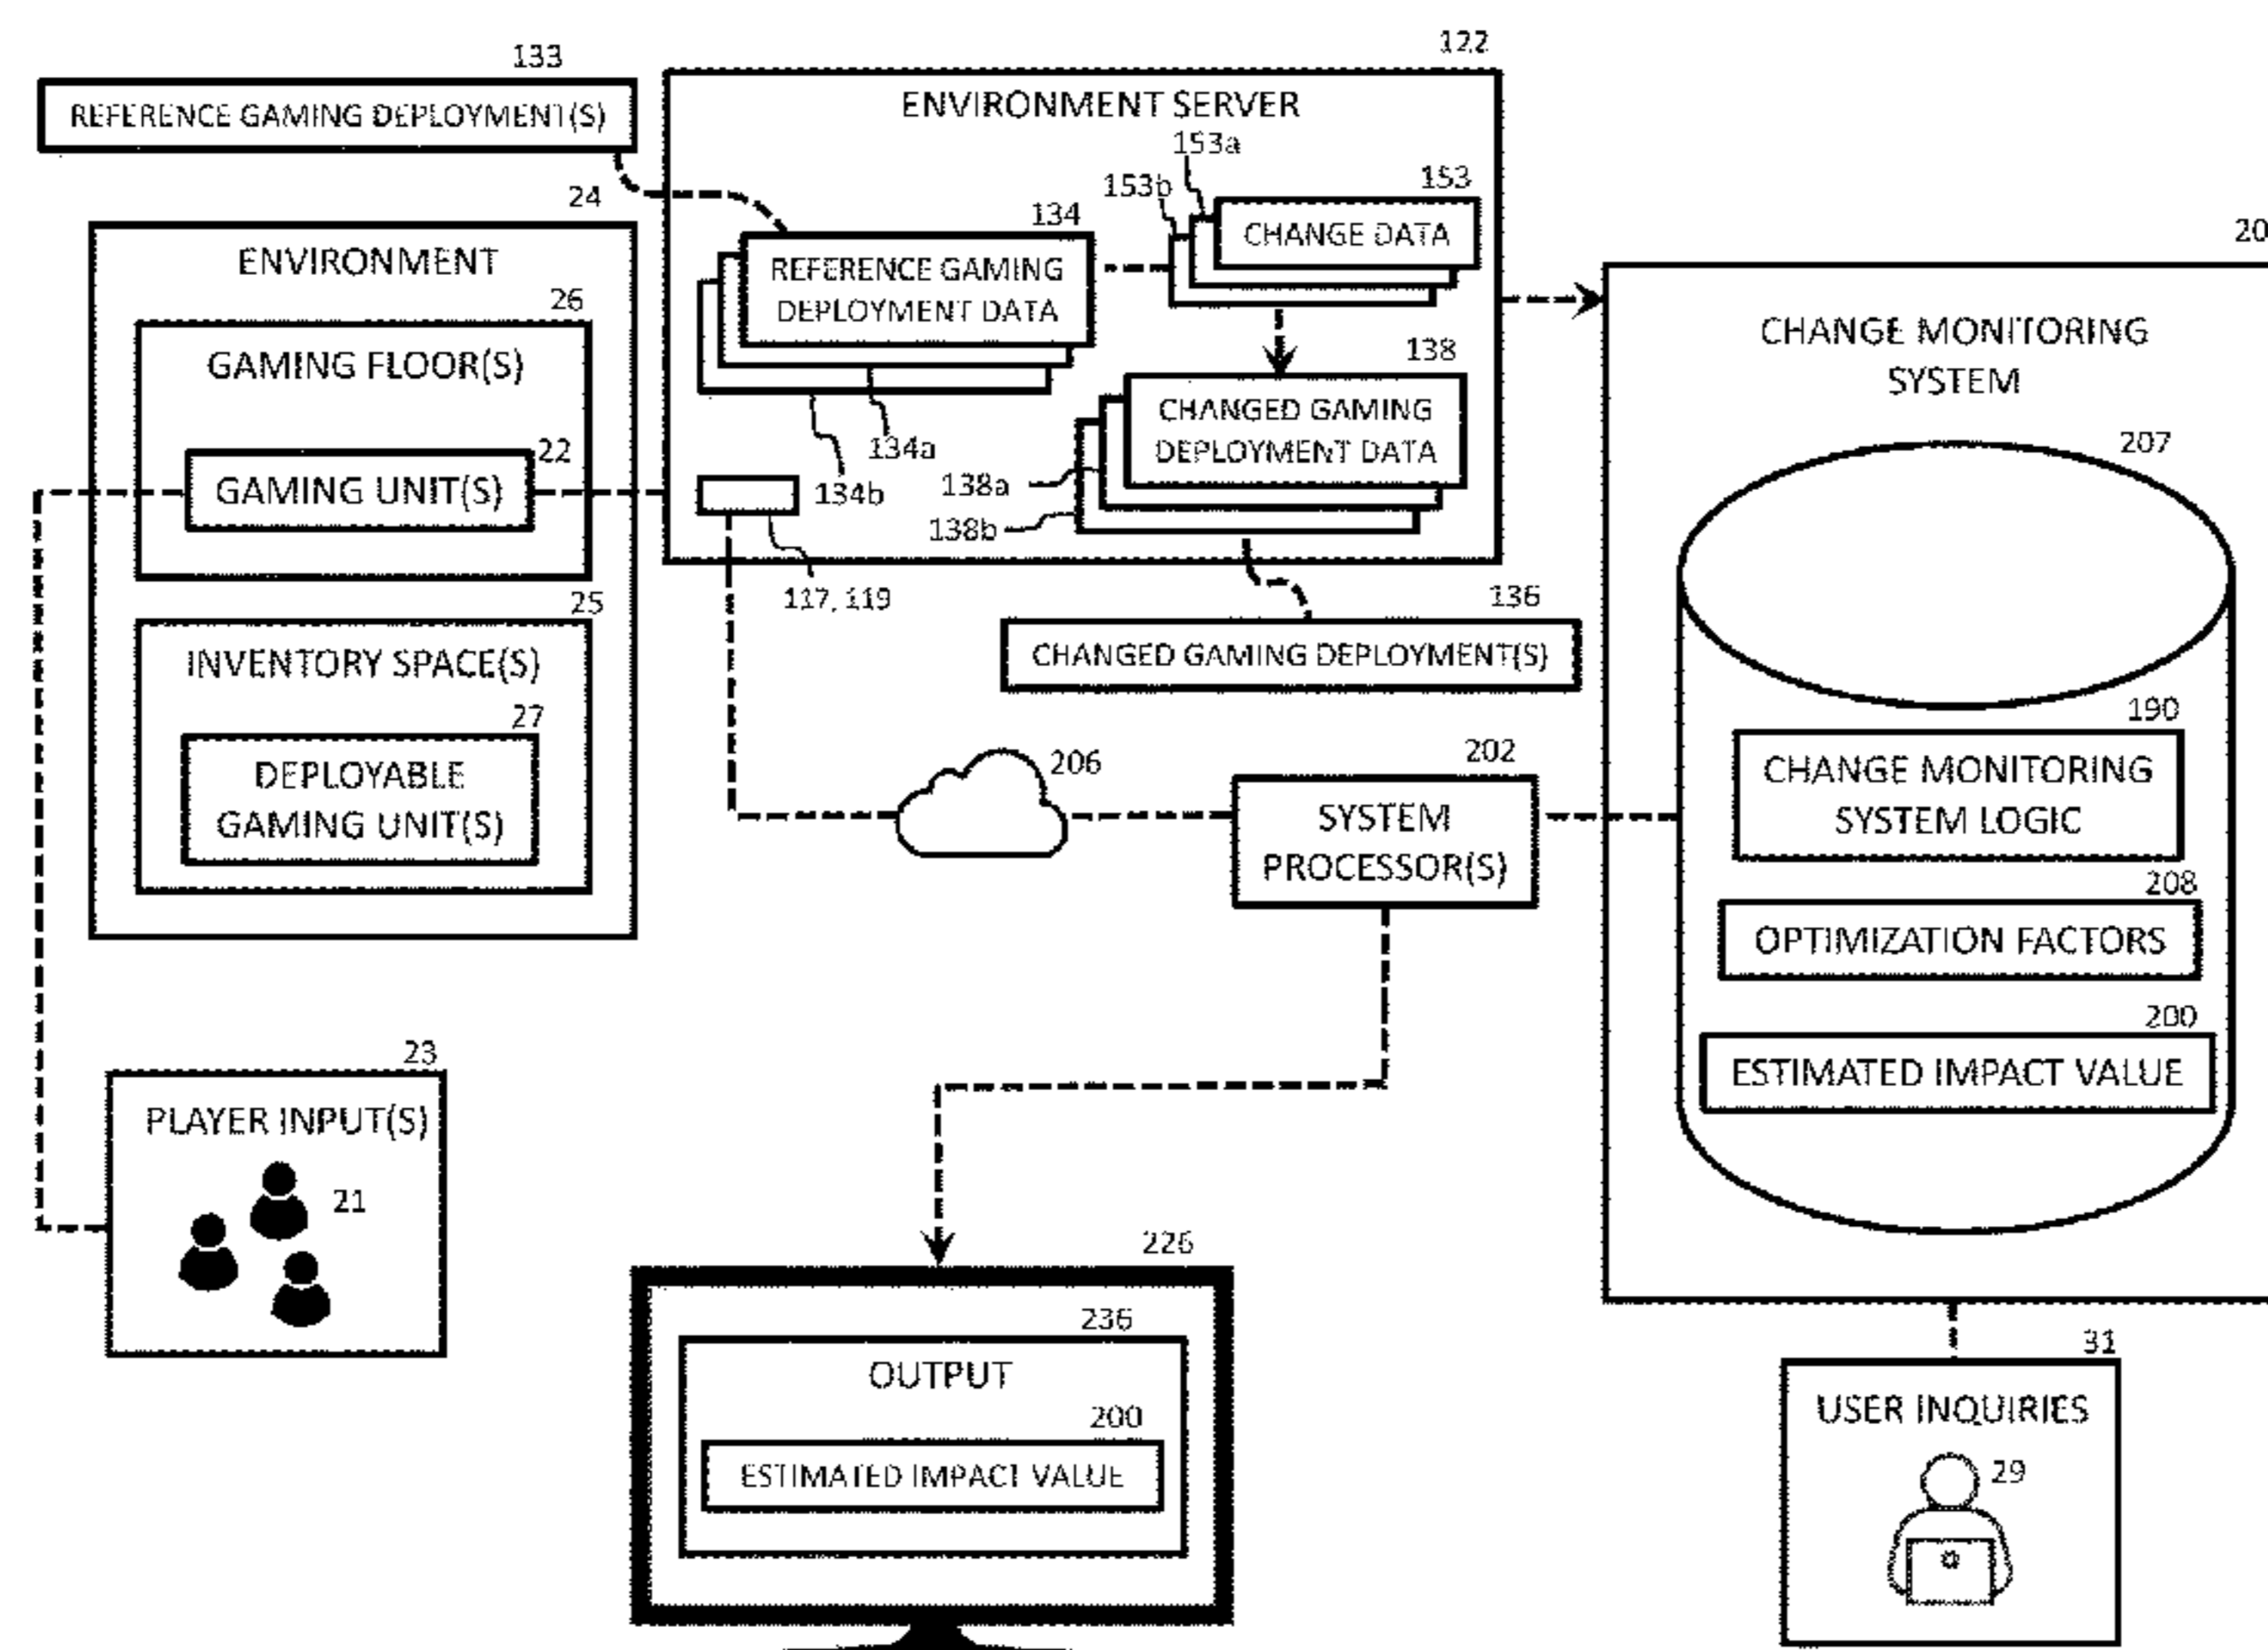 133
REFERENCE GAMING DEPLOYMENT(S)
122
ENVIRONMENT SERVER
153a
153b
153
CHANGE DATA
134
REFERENCE GAMING
DEPLOYMENT DATA
134a
134b
138
CHANGED GAMING
DEPLOYMENT DATA
138a
138b
117, 119
136
CHANGED GAMING DEPLOYMENT(S)
24
ENVIRONMENT
26
GAMING FLOOR(S)
22
GAMING UNIT(S)
25
INVENTORY SPACE(S)
27
DEPLOYABLE
GAMING UNIT(S)
23
PLAYER INPUT(S)
21
206
202
SYSTEM
PROCESSOR(S)
CHANGE MONITORING
SYSTEM
207
190
CHANGE MONITORING
SYSTEM LOGIC
208
OPTIMIZATION FACTORS
200
ESTIMATED IMPACT VALUE
226
236
OUTPUT
200
ESTIMATED IMPACT VALUE
31
USER INQUIRIES
29